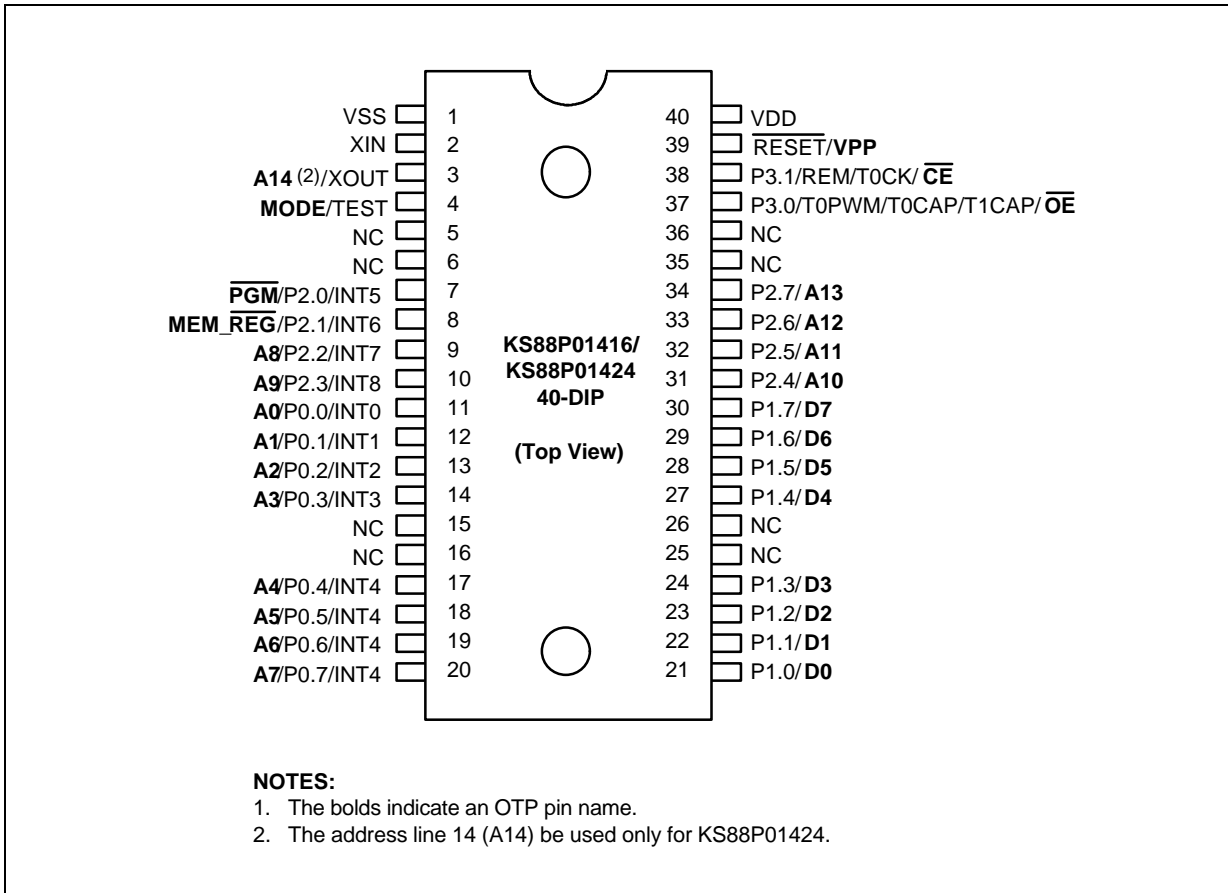 VSS 1 40 VDD
XIN 2 39 RESET/VPP
A14 (2)/XOUT 3 38 P3.1/REM/T0CK/ CE
MODE/TEST 4 37 P3.0/T0PWM/T0CAP/T1CAP/ OE
NC 5 36 NC
NC 6 35 NC
PGM/P2.0/INT5 7 34 P2.7/ A13
MEM_REG/P2.1/INT6 8 33 P2.6/ A12
A8/P2.2/INT7 9 32 P2.5/ A11
A9/P2.3/INT8 10 31 P2.4/ A10
A0/P0.0/INT0 11 30 P1.7/ D7
A1/P0.1/INT1 12 29 P1.6/ D6
A2/P0.2/INT2 13 28 P1.5/ D5
A3/P0.3/INT3 14 27 P1.4/ D4
NC 15 26 NC
NC 16 25 NC
A4/P0.4/INT4 17 24 P1.3/ D3
A5/P0.5/INT4 18 23 P1.2/ D2
A6/P0.6/INT4 19 22 P1.1/ D1
A7/P0.7/INT4 20 21 P1.0/ D0
KS88P01416/
KS88P01424
40-DIP
(Top View)
NOTES:
1. The bolds indicate an OTP pin name.
2. The address line 14 (A14) be used only for KS88P01424.